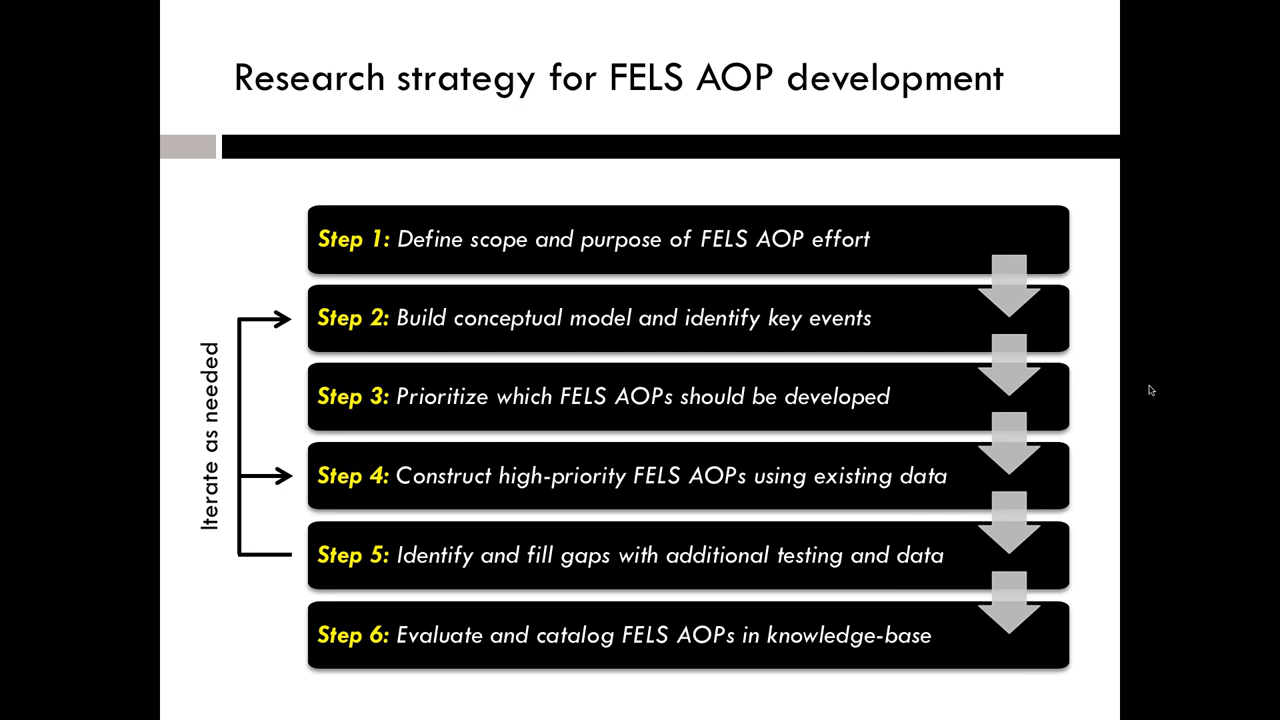 Research strategy for FELS AOP development
Step 1: Define scope and purpose of FELS AOP effort
Step 2: Build conceptual model and identify key events
Step 3: Prioritize which FELS AOPs should be developed
Step 4: Construct high-priority FELS AOPs using existing data
Step 5: Identify and fill gaps with additional testing and data
Step 6: Evaluate and catalog FELS AOPs in knowledge-base
Iterate as needed